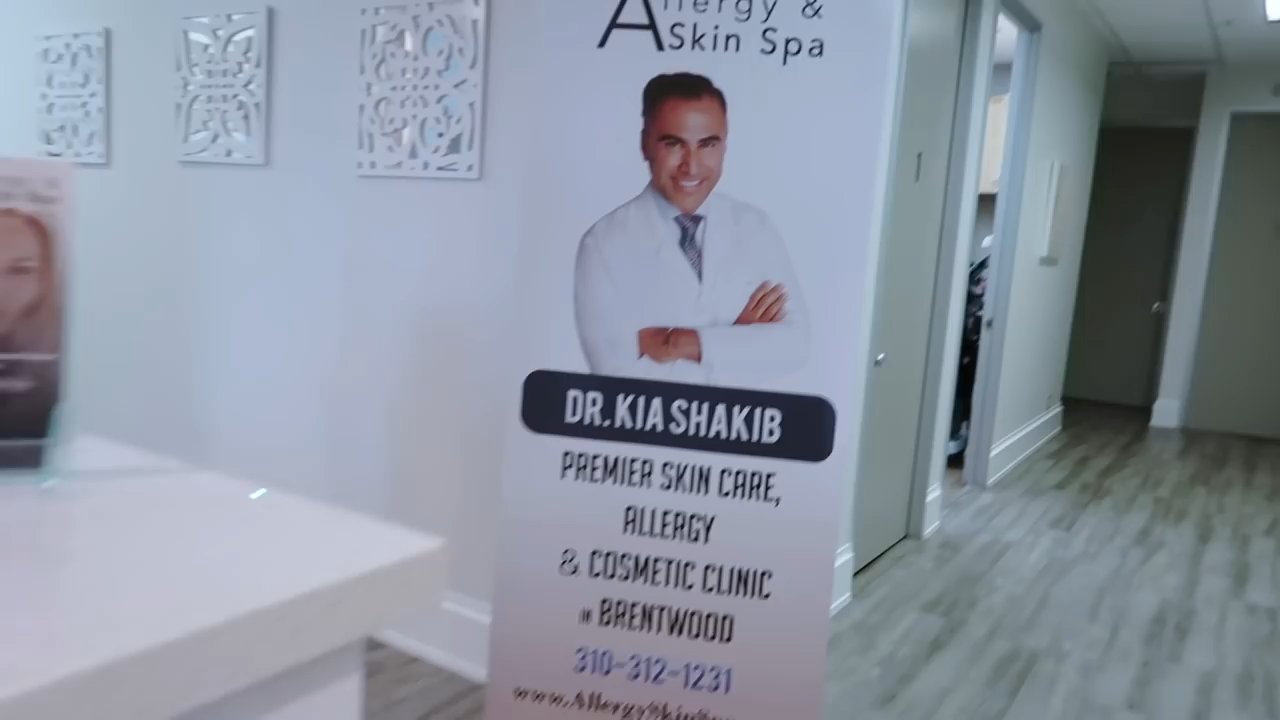 Allergy &
Skin Spa
DR. KIA SHAKIB
PREMIER SKIN CARE,
ALLERGY
& COSMETIC CLINIC
IN BRENTWOOD
310-312-1231